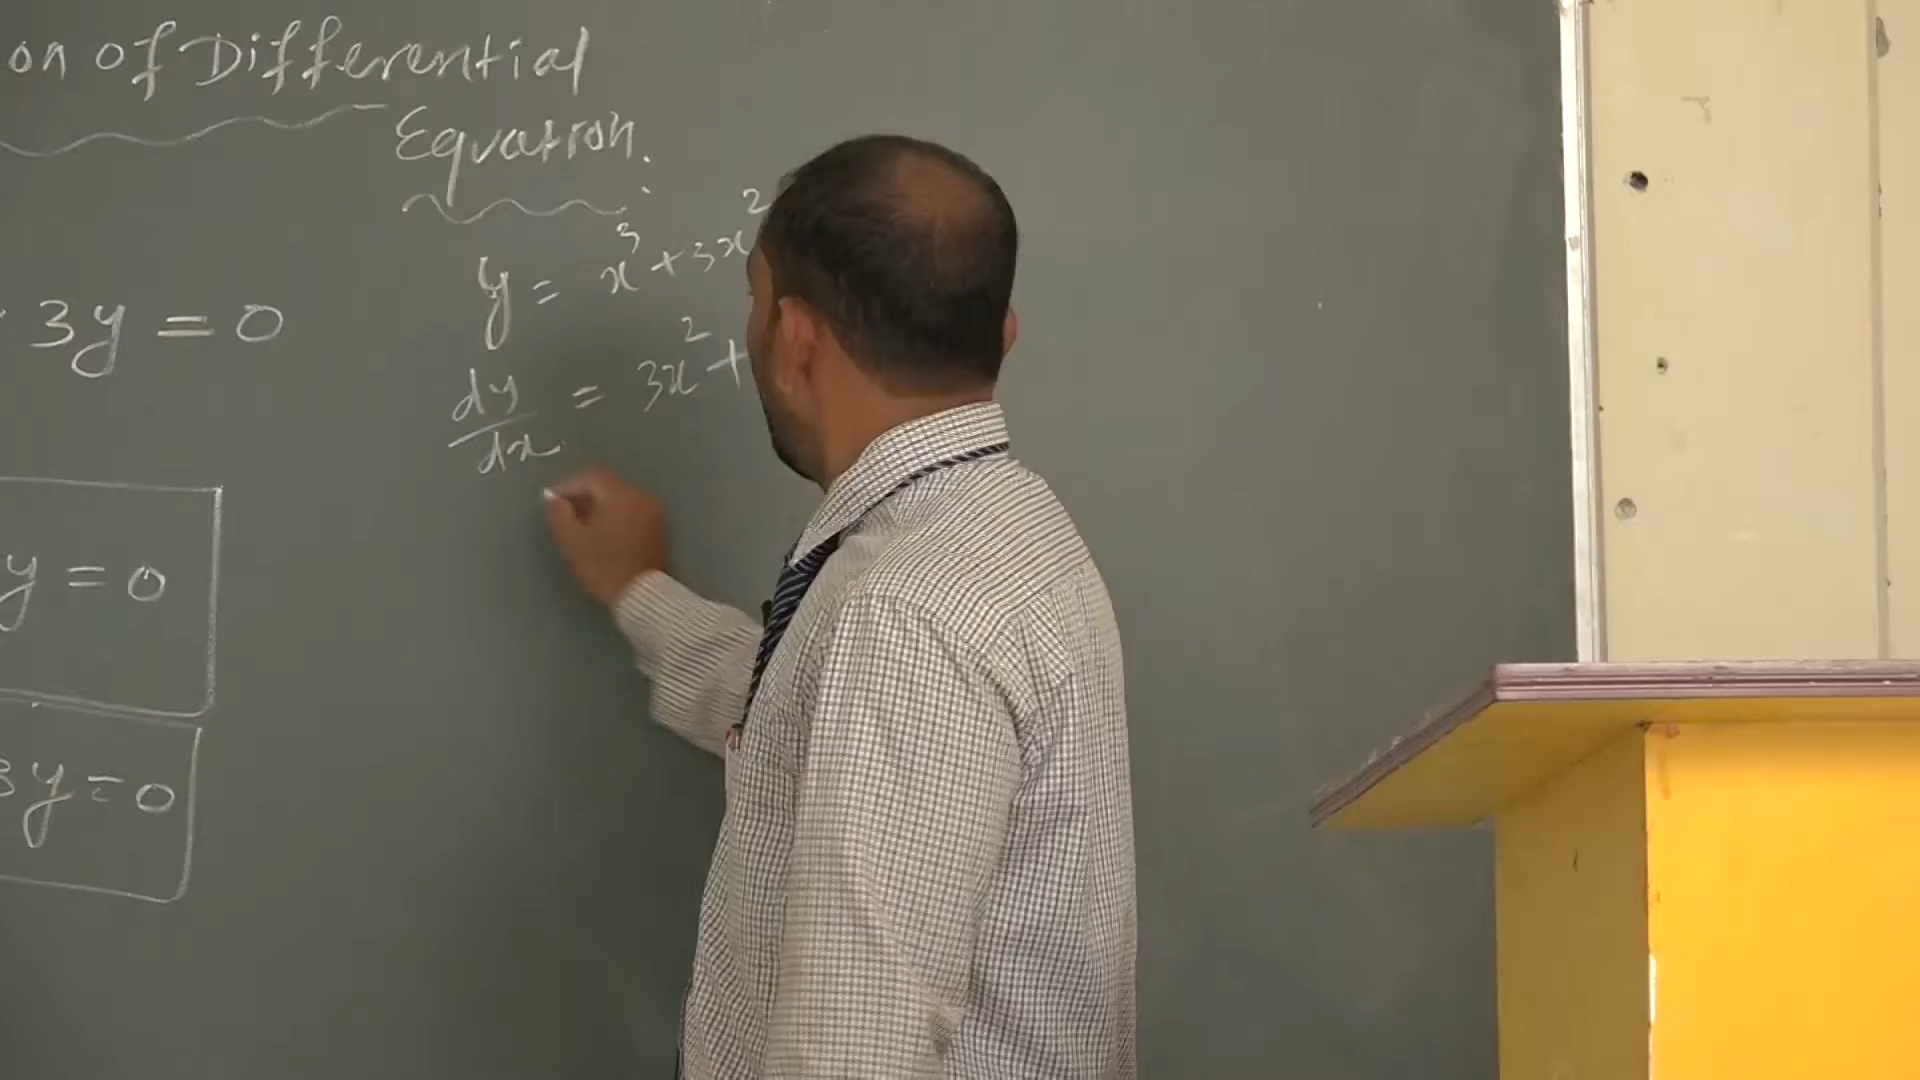 on of Differential
Equation.
y = x³ + 3x²
3y = 0
dy/dx = 3x² +
y = 0
3y = 0